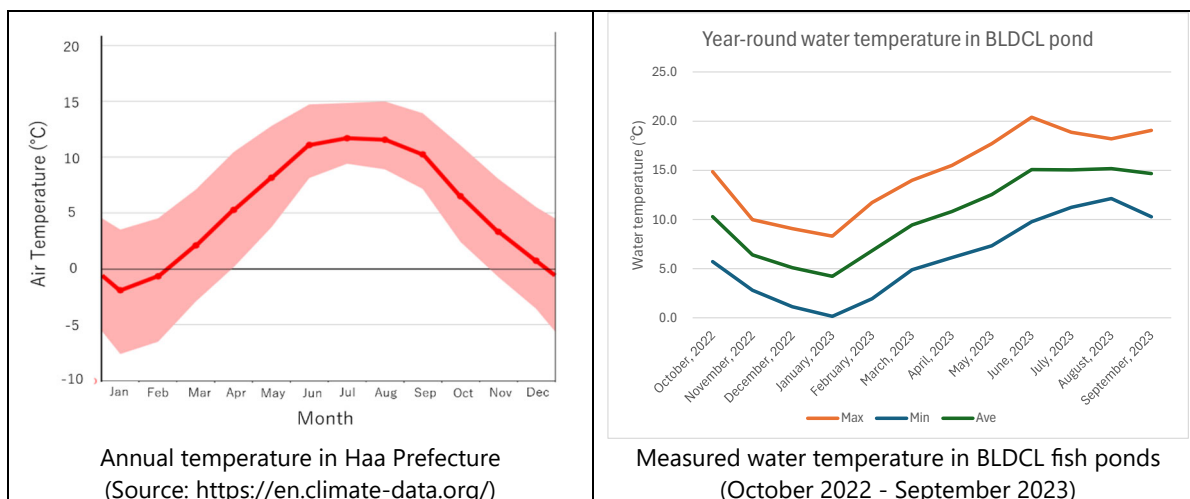 20
15
10
5
0
-5
-10
Air Temperature (°C)
Jan Feb Mar Apr May Jun Jul Aug Sep Oct Nov Dec
Month
Annual temperature in Haa Prefecture
(Source: https://en.climate-data.org/)
Year-round water temperature in BLDCL pond
25.0
20.0
15.0
10.0
5.0
0.0
Water temperature (℃)
October, 2022
November, 2022
December, 2022
January, 2023
February, 2023
March, 2023
April, 2023
May, 2023
June, 2023
July, 2023
August, 2023
September, 2023
Max Min Ave
Measured water temperature in BLDCL fish ponds
(October 2022 - September 2023)